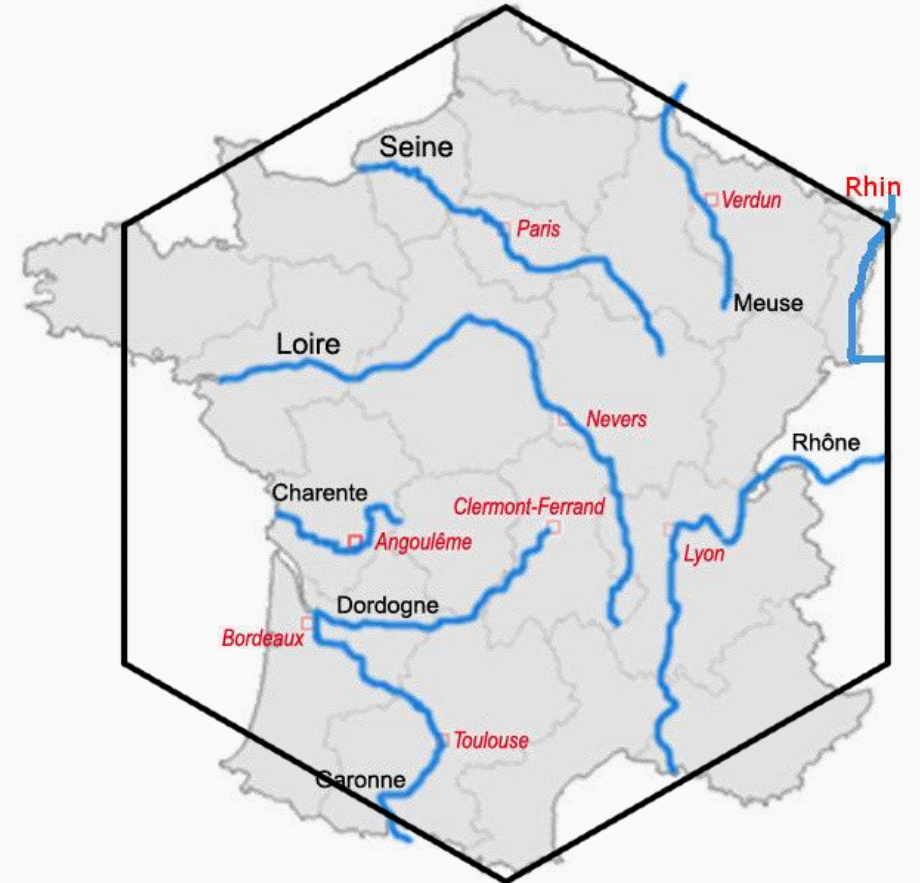 Seine
Rhin
Verdun
Paris
Meuse
Loire
Nevers
Rhône
Charente
Clermont-Ferrand
Angoulême
Lyon
Dordogne
Bordeaux
Toulouse
Garonne